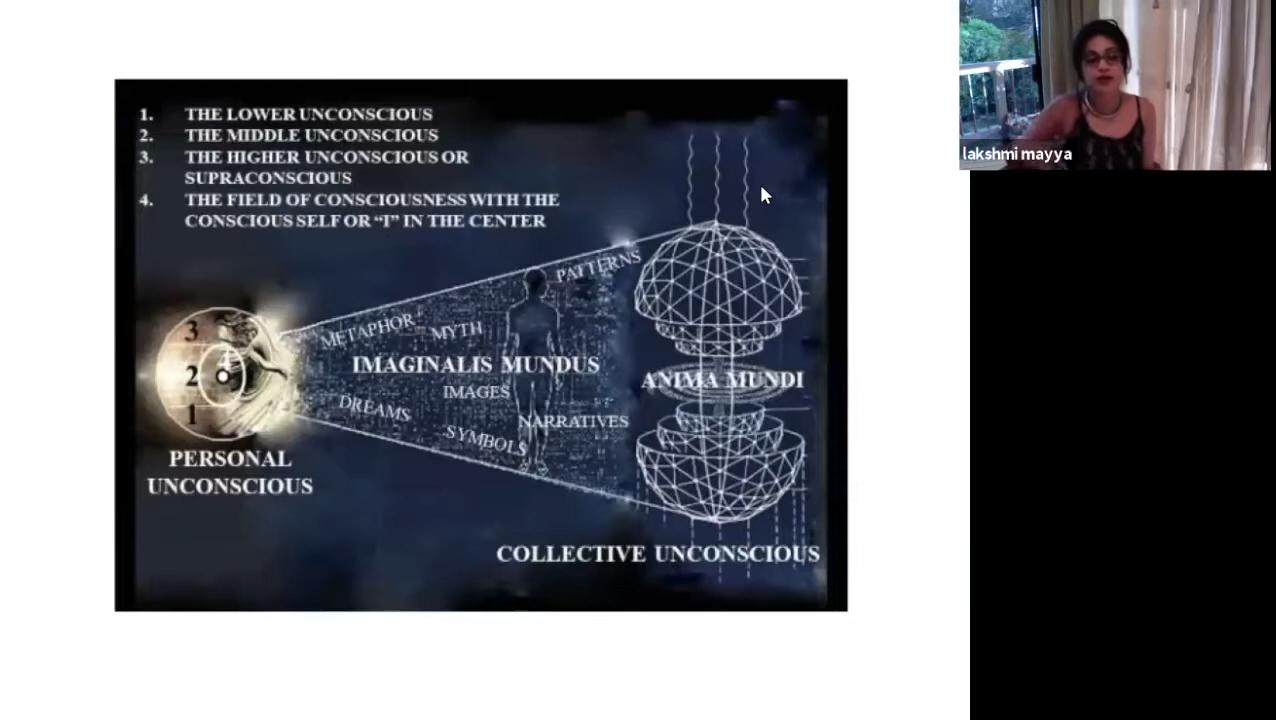 1. THE LOWER UNCONSCIOUS
2. THE MIDDLE UNCONSCIOUS
3. THE HIGHER UNCONSCIOUS OR
SUPRACONSCIOUS
4. THE FIELD OF CONSCIOUSNESS WITH THE
CONSCIOUS SELF OR “I” IN THE CENTER
PATTERNS
METAPHOR
MYTH
3
IMAGINALIS MUNDUS
2
ANIMA MUNDI
IMAGES
DREAMS
1
NARRATIVES
SYMBOLS
PERSONAL
UNCONSCIOUS
COLLECTIVE UNCONSCIOUS
lakshmi mayya